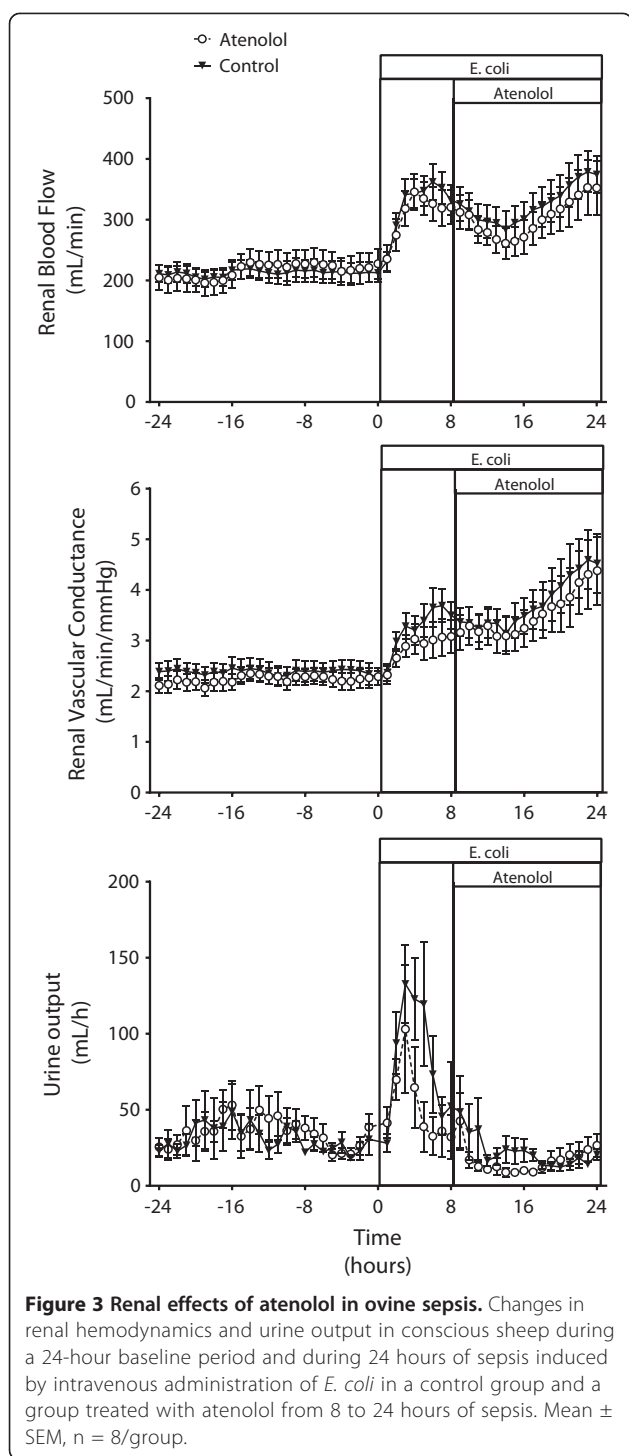 Atenolol
Control
E. coli
Atenolol
500
400
300
200
100
0
Renal Blood Flow
(mL/min)
-24
-16
-8
0
8
16
24
E. coli
Atenolol
6
5
4
3
2
1
0
Renal Vascular Conductance
(mL/min/mmHg)
-24
-16
-8
0
8
16
24
E. coli
Atenolol
200
150
100
50
0
Urine output
(mL/h)
-24
-16
-8
0
8
16
24
Time
(hours)
Figure 3 Renal effects of atenolol in ovine sepsis. Changes in
renal hemodynamics and urine output in conscious sheep during
a 24-hour baseline period and during 24 hours of sepsis induced
by intravenous administration of E. coli in a control group and a
group treated with atenolol from 8 to 24 hours of sepsis. Mean ±
SEM, n = 8/group.